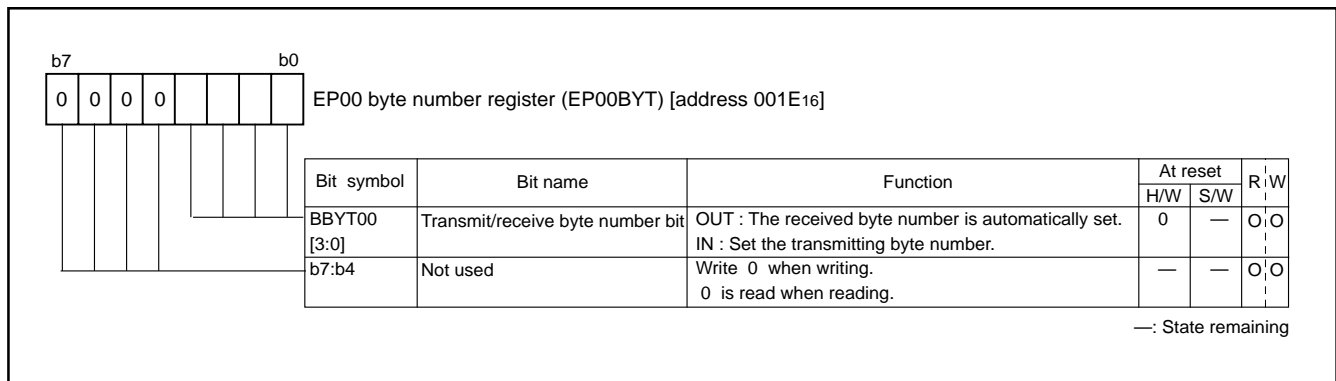 b7 b0
0 0 0 0 EP00 byte number register (EP00BYT) [address 001E16]
Bit symbol Bit name Function At reset R W
H/W S/W
BBYT00 Transmit/receive byte number bit OUT : The received byte number is automatically set. 0 — O O
[3:0] IN : Set the transmitting byte number.
b7:b4 Not used Write 0 when writing. — — O O
0 is read when reading.
—: State remaining